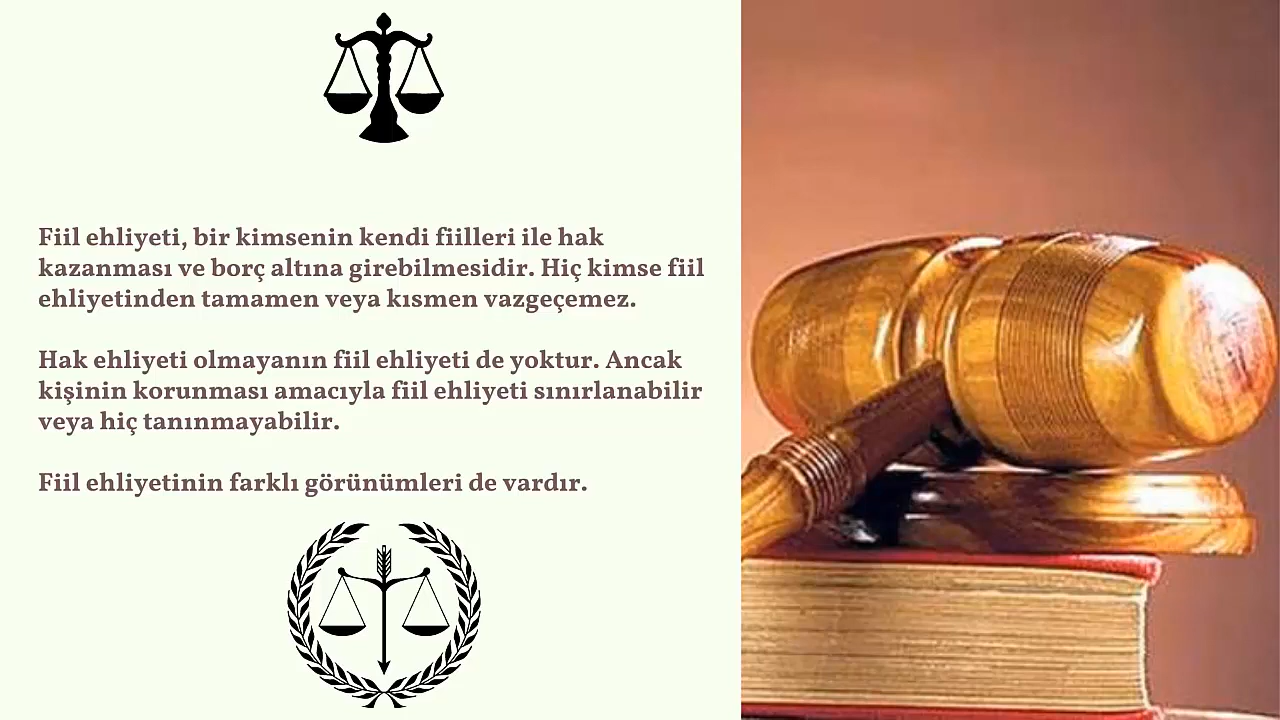 Fiil ehliyeti, bir kimsenin kendi fiilleri ile hak
kazanması ve borç altına girebilmesidir. Hiç kimse fiil
ehliyetinden tamamen veya kısmen vazgeçemez.
Hak ehliyeti olmayanın fiil ehliyeti de yoktur. Ancak
kişinin korunması amacıyla fiil ehliyeti sınırlanabilir
veya hiç tanınmayabilir.
Fiil ehliyetinin farklı görünümleri de vardır.